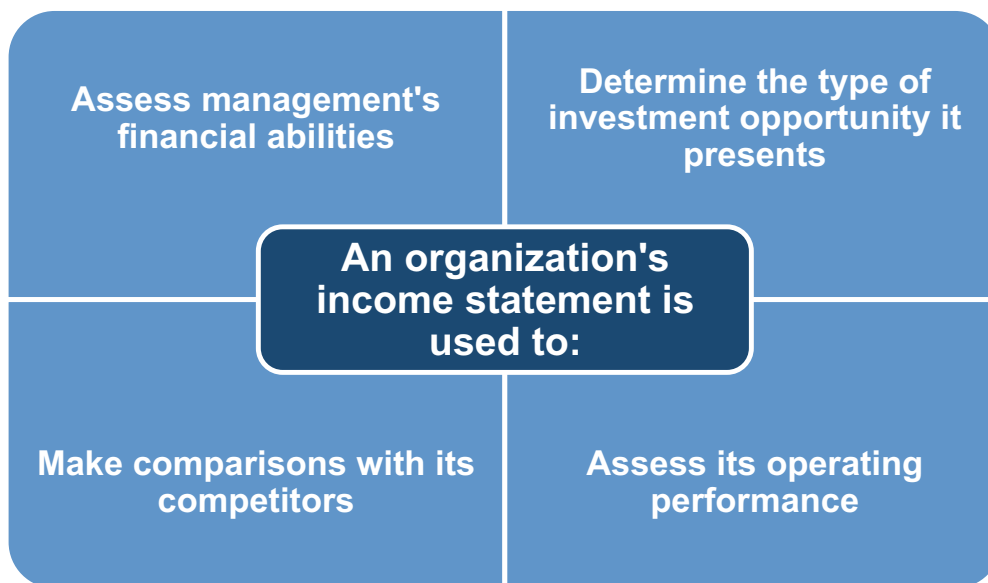 Assess management's
financial abilities
Determine the type of
investment opportunity it
presents
An organization's
income statement is
used to:
Make comparisons with its
competitors
Assess its operating
performance